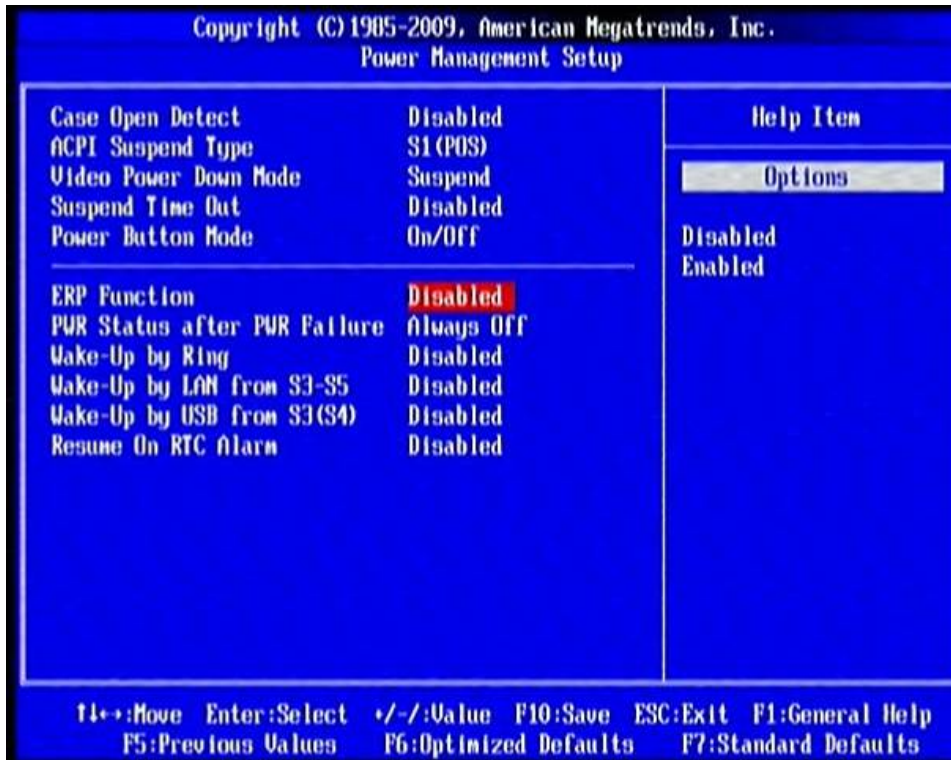 Copyright (C)1985-2009, American Megatrends, Inc.
Power Management Setup
Case Open Detect Disabled
ACPI Suspend Type S1(POS)
Video Power Down Mode Suspend
Suspend Time Out Disabled
Power Button Mode On/Off
ERP Function Disabled
PWR Status after PWR Failure Always Off
Wake-Up by Ring Disabled
Wake-Up by LAN from S3-S5 Disabled
Wake-Up by USB from S3(S4) Disabled
Resume On RTC Alarm Disabled
Help Item
Options
Disabled
Enabled
↑↓←→:Move Enter:Select +/-/:Value F10:Save ESC:Exit F1:General Help
F5:Previous Values F6:Optimized Defaults F7:Standard Defaults